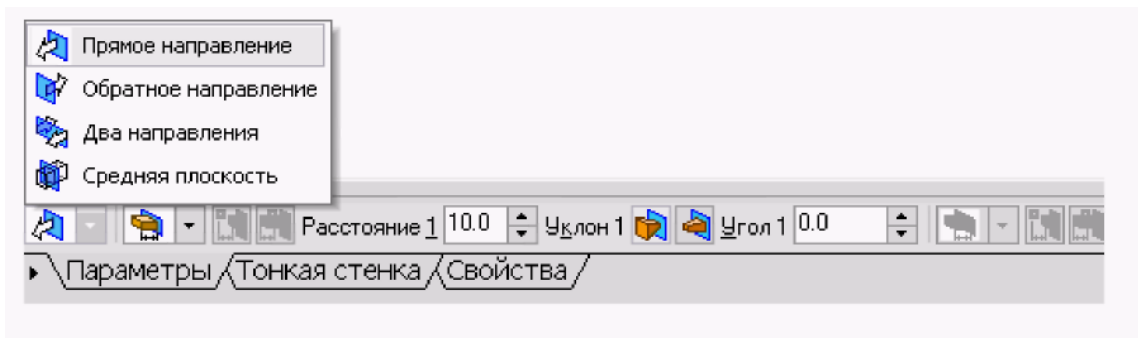 Прямое направление
Обратное направление
Два направления
Средняя плоскость
Расстояние 1 10.0 Уклон 1 Угол 1 0.0
Параметры Тонкая стенка Свойства